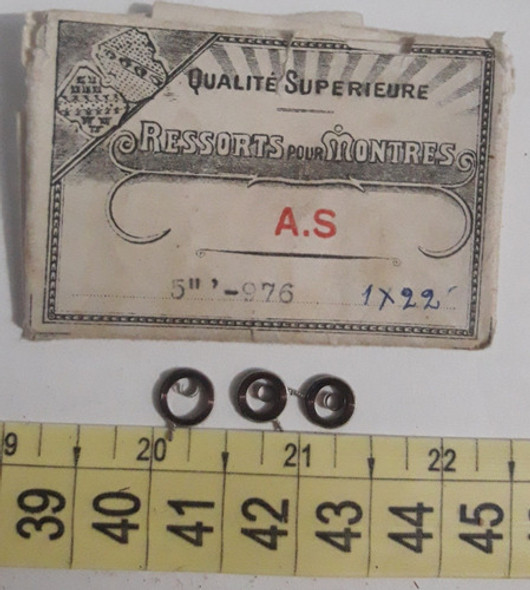 QUALITÉ SUPERIEURE
RESSORTS POUR MONTRES
A.S
5"'-976 1X22
9 20 21 22
39 40 41 42 43 44 45